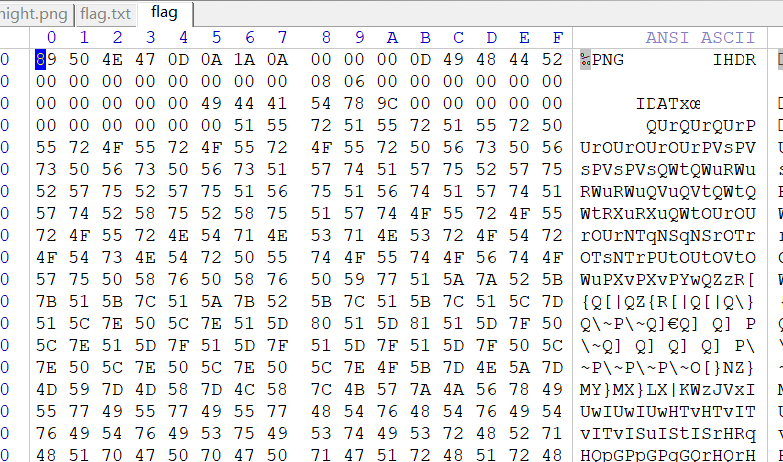 night.png flag.txt flag
0 1 2 3 4 5 6 7 8 9 A B C D E F ANSI ASCII
0 89 50 4E 47 0D 0A 1A 0A 00 00 00 0D 49 48 44 52 ‰PNG IHDR
0 00 00 00 00 00 00 00 00 08 06 00 00 00 00 00 00
0 00 00 00 00 00 49 44 41 54 78 9C 00 00 00 00 00 IDATxœ
0 00 00 00 00 00 00 51 55 72 51 55 72 51 55 72 50 QUrQUrQUrP
0 55 72 4F 55 72 4F 55 72 4F 55 72 50 56 73 50 56 UrOUrOUrOUrPVsPV
0 73 50 56 73 50 56 73 51 57 74 51 57 75 52 57 75 sPVsPVsQWtQWuRWu
0 52 57 75 52 57 75 51 56 75 51 56 74 51 57 74 51 RWuRWuQVuQVtQWtQ
0 57 74 52 58 75 52 58 75 51 57 74 4F 55 72 4F 55 WtRXuRXuQWtOUrOU
0 72 4F 55 72 4E 54 71 4E 53 71 4E 53 72 4F 54 72 rOUrNTqNSqNSrOTr
0 4F 54 73 4E 54 72 50 55 74 4F 55 74 4F 56 74 4F OTsNTrPUtOUtOVtO
0 57 75 50 58 76 50 58 76 50 59 77 51 5A 7A 52 5B WuPXvPXvPYwQZzR[
0 7B 51 5B 7C 51 5A 7B 52 5B 7C 51 5B 7C 51 5C 7D {Q[|QZ{R[|Q[|Q\}
0 51 5C 7E 50 5C 7E 51 5D 80 51 5D 81 51 5D 7F 50 Q\~P\~Q]€Q] Q] P
0 5C 7E 51 5D 7F 51 5D 7F 51 5D 7F 51 5D 7F 50 5C \~Q] Q] Q] Q] P\
0 7E 50 5C 7E 50 5C 7E 50 5C 7E 4F 5B 7D 4E 5A 7D ~P\~P\~P\~O[}NZ}
0 4D 59 7D 4D 58 7D 4C 58 7C 4B 57 7A 4A 56 78 49 MY}MX}LX|KWzJVxI
0 55 77 49 55 77 49 55 77 48 54 76 48 54 76 49 54 UwIUwIUwHTvHTvIT
0 76 49 54 76 49 53 75 49 53 74 49 53 72 48 52 71 vITvISuIStISrHRq
0 48 51 70 47 50 70 47 50 71 47 51 72 48 51 72 48 HQpGPpGPqGQrHQrH